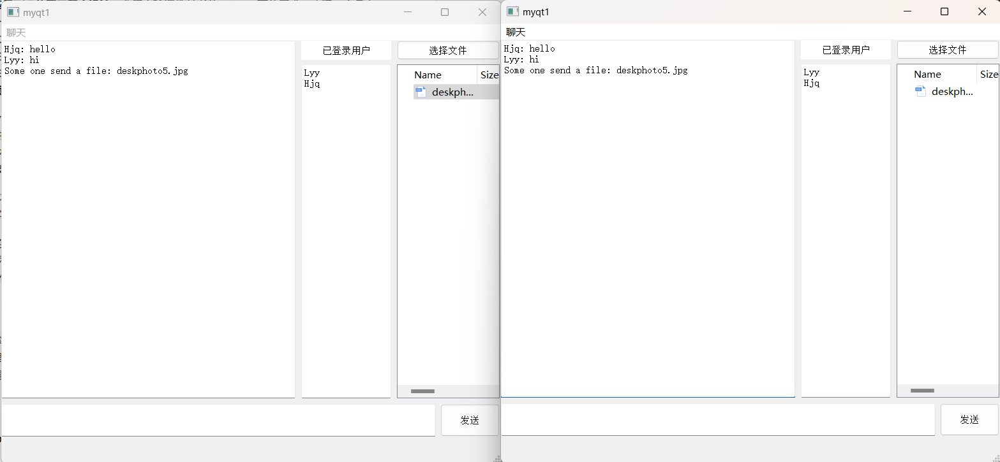 myqt1
聊天
Hjq: hello
Lyy: hi
Some one send a file: deskphoto5.jpg
已登录用户
Lyy
Hjq
选择文件
Name Size
deskph...
发送
myqt1
聊天
Hjq: hello
Lyy: hi
Some one send a file: deskphoto5.jpg
已登录用户
Lyy
Hjq
选择文件
Name Size
deskph...
发送